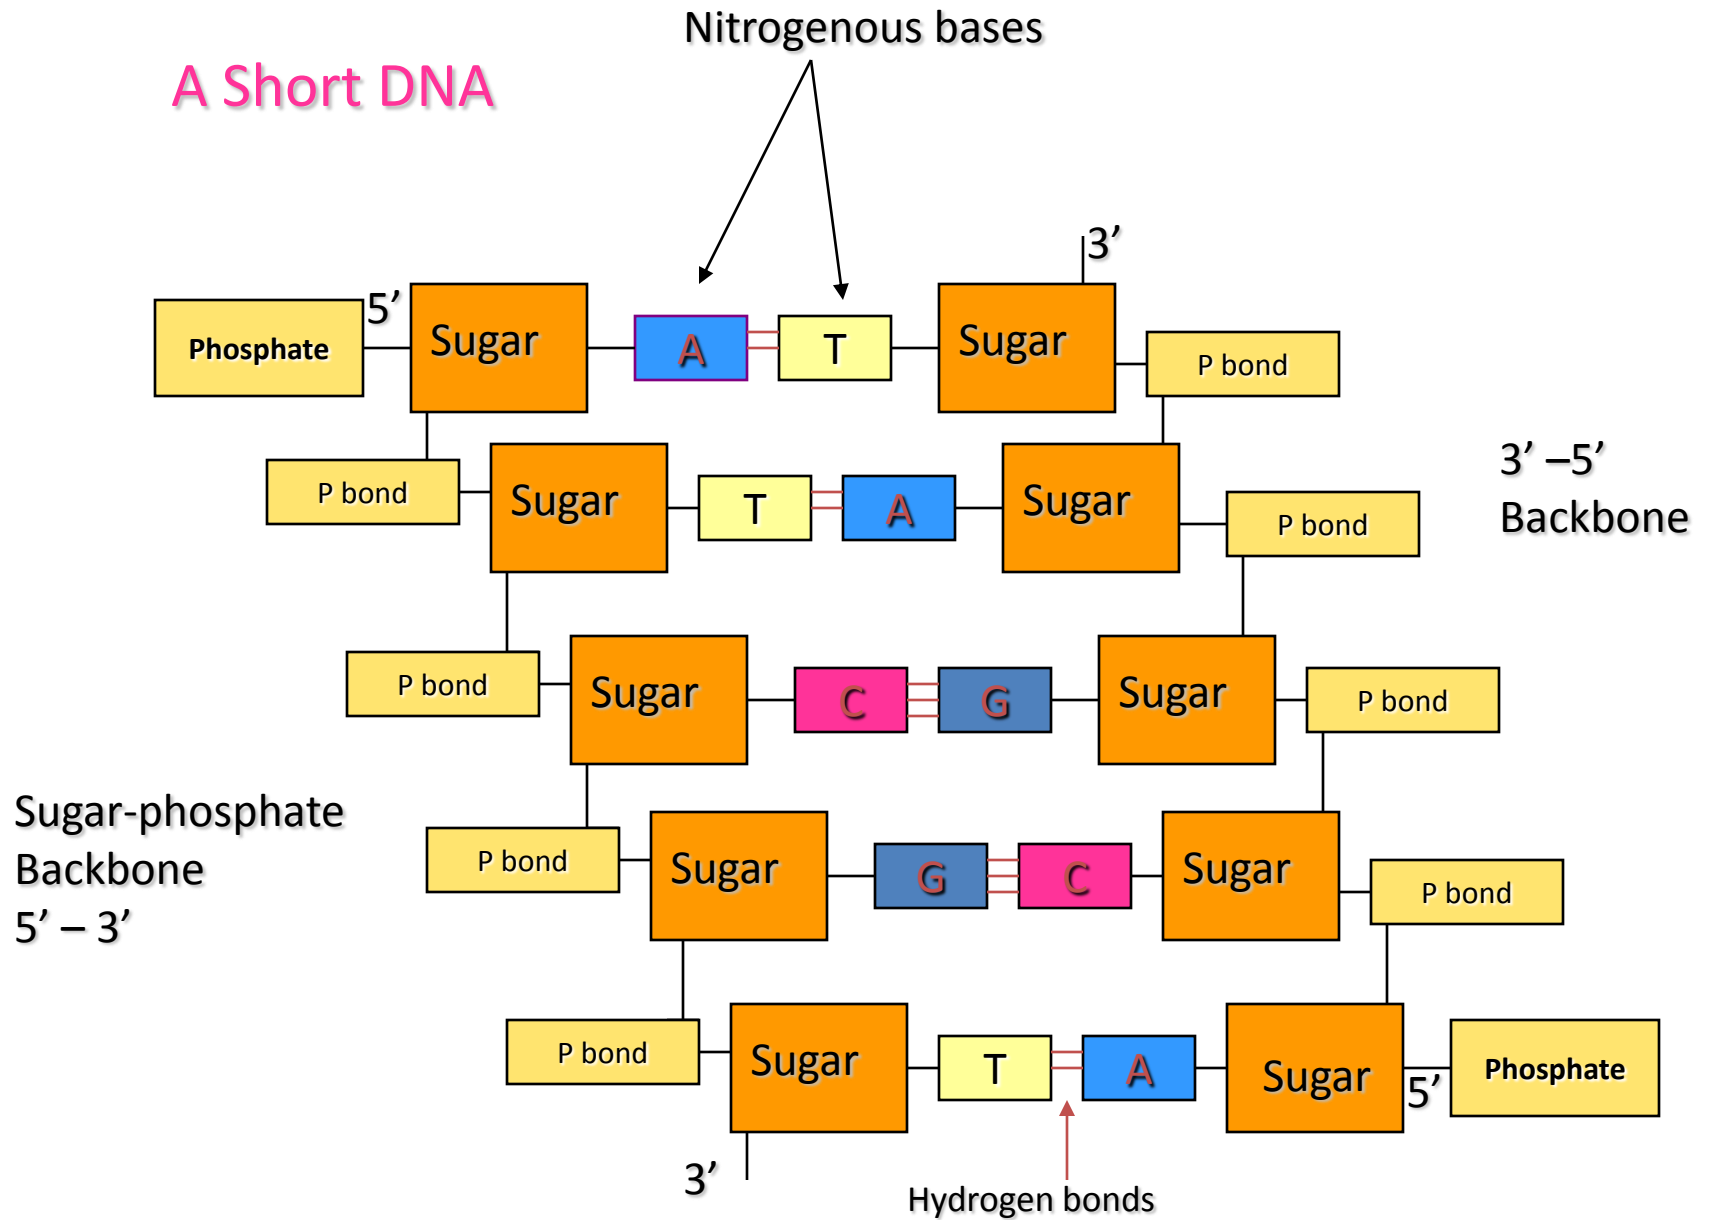 Nitrogenous bases
A Short DNA
3’
5’
Phosphate
Sugar
A
T
Sugar
P bond
P bond
Sugar
T
A
Sugar
P bond
3’ –5’
Backbone
P bond
Sugar
C
G
Sugar
P bond
Sugar-phosphate
Backbone
5’ – 3’
P bond
Sugar
G
C
Sugar
P bond
P bond
Sugar
T
A
Sugar
5’
Phosphate
3’
Hydrogen bonds